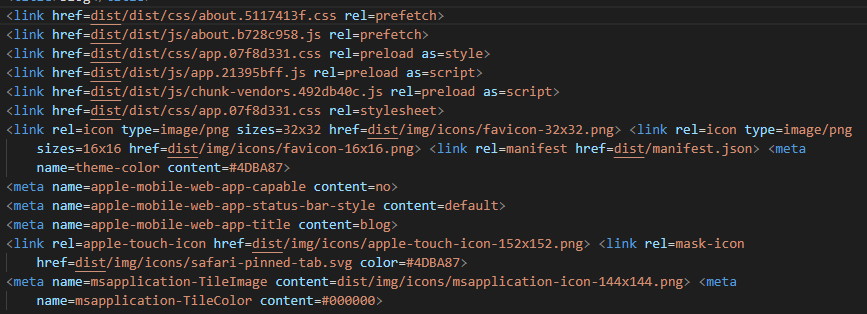 <link href=dist/dist/css/about.5117413f.css rel=prefetch>
<link href=dist/dist/js/about.b728c958.js rel=prefetch>
<link href=dist/dist/css/app.07f8d331.css rel=preload as=style>
<link href=dist/dist/js/app.21395bff.js rel=preload as=script>
<link href=dist/dist/js/chunk-vendors.492db40c.js rel=preload as=script>
<link href=dist/dist/css/app.07f8d331.css rel=stylesheet>
<link rel=icon type=image/png sizes=32x32 href=dist/img/icons/favicon-32x32.png> <link rel=icon type=image/png
sizes=16x16 href=dist/img/icons/favicon-16x16.png> <link rel=manifest href=dist/manifest.json> <meta
name=theme-color content=#4DBA87>
<meta name=apple-mobile-web-app-capable content=no>
<meta name=apple-mobile-web-app-status-bar-style content=default>
<meta name=apple-mobile-web-app-title content=blog>
<link rel=apple-touch-icon href=dist/img/icons/apple-touch-icon-152x152.png> <link rel=mask-icon
href=dist/img/icons/safari-pinned-tab.svg color=#4DBA87>
<meta name=msapplication-TileImage content=dist/img/icons/msapplication-icon-144x144.png> <meta
name=msapplication-TileColor content=#000000>